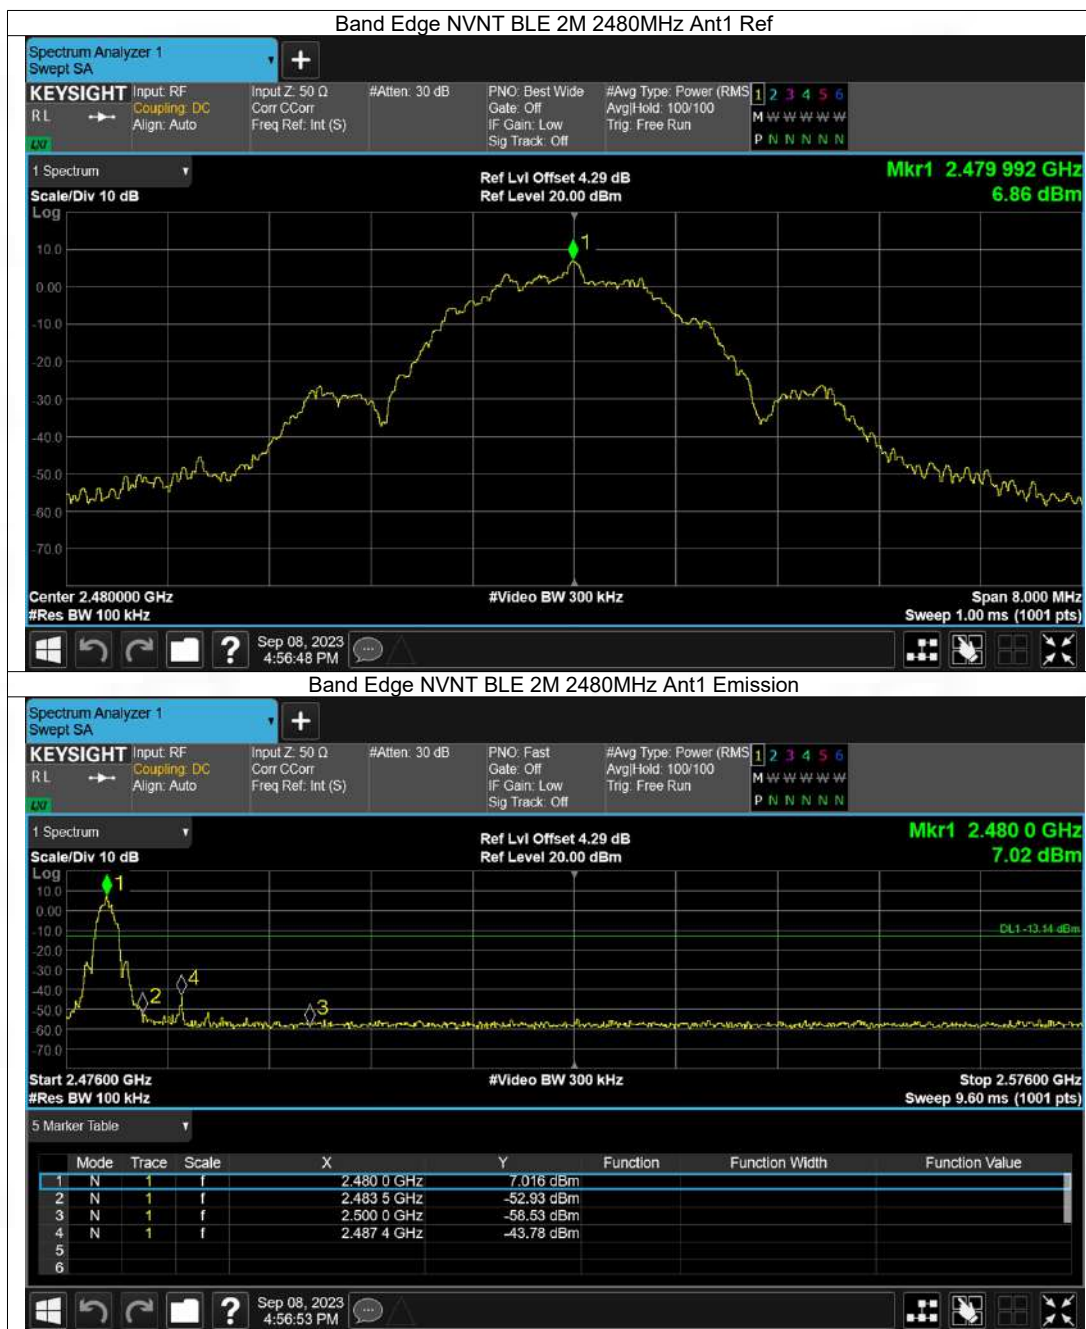 Band Edge NVNT BLE 2M 2480MHz Ant1 Ref
Spectrum Analyzer 1
Swept SA
KEYSIGHT
RL
LXI
Input: RF
Coupling: DC
Align: Auto
Input Z: 50 Ω
Corr CCorr
Freq Ref: Int (S)
#Atten: 30 dB
PNO: Best Wide
Gate: Off
IF Gain: Low
Sig Track: Off
#Avg Type: Power (RMS
Avg|Hold: 100/100
Trig: Free Run
1 2 3 4 5 6
M W W W W W
P N N N N N
1 Spectrum
Scale/Div 10 dB
Ref Lvl Offset 4.29 dB
Ref Level 20.00 dBm
Mkr1 2.479 992 GHz
6.86 dBm
Log
10.0
0.00
-10.0
-20.0
-30.0
-40.0
-50.0
-60.0
-70.0
1
Center 2.480000 GHz
#Res BW 100 kHz
#Video BW 300 kHz
Span 8.000 MHz
Sweep 1.00 ms (1001 pts)
?
Sep 08, 2023
4:56:48 PM
Band Edge NVNT BLE 2M 2480MHz Ant1 Emission
Spectrum Analyzer 1
Swept SA
KEYSIGHT
RL
LXI
Input: RF
Coupling: DC
Align: Auto
Input Z: 50 Ω
Corr CCorr
Freq Ref: Int (S)
#Atten: 30 dB
PNO: Fast
Gate: Off
IF Gain: Low
Sig Track: Off
#Avg Type: Power (RMS
Avg|Hold: 100/100
Trig: Free Run
1 2 3 4 5 6
M W W W W W
P N N N N N
1 Spectrum
Scale/Div 10 dB
Ref Lvl Offset 4.29 dB
Ref Level 20.00 dBm
Mkr1 2.480 0 GHz
7.02 dBm
Log
10.0
0.00
-10.0
-20.0
-30.0
-40.0
-50.0
-60.0
-70.0
1
2
4
3
DL1 -13.14 dBm
Start 2.47600 GHz
#Res BW 100 kHz
#Video BW 300 kHz
Stop 2.57600 GHz
Sweep 9.60 ms (1001 pts)
5 Marker Table
Mode Trace Scale X Y Function Function Width Function Value
1 N 1 f 2.480 0 GHz 7.016 dBm
2 N 1 f 2.483 5 GHz -52.93 dBm
3 N 1 f 2.500 0 GHz -58.53 dBm
4 N 1 f 2.487 4 GHz -43.78 dBm
5
6
?
Sep 08, 2023
4:56:53 PM